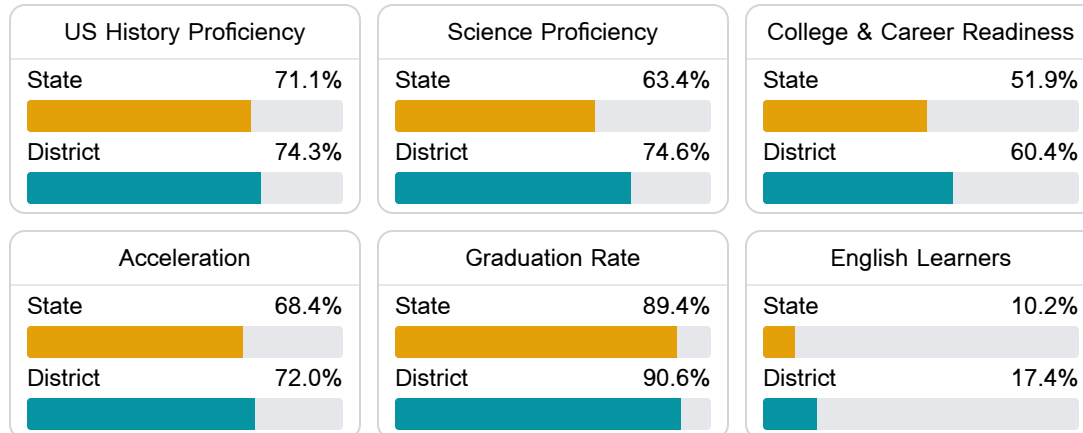 US History Proficiency
State 71.1%
District 74.3%
Science Proficiency
State 63.4%
District 74.6%
College & Career Readiness
State 51.9%
District 60.4%
Acceleration
State 68.4%
District 72.0%
Graduation Rate
State 89.4%
District 90.6%
English Learners
State 10.2%
District 17.4%